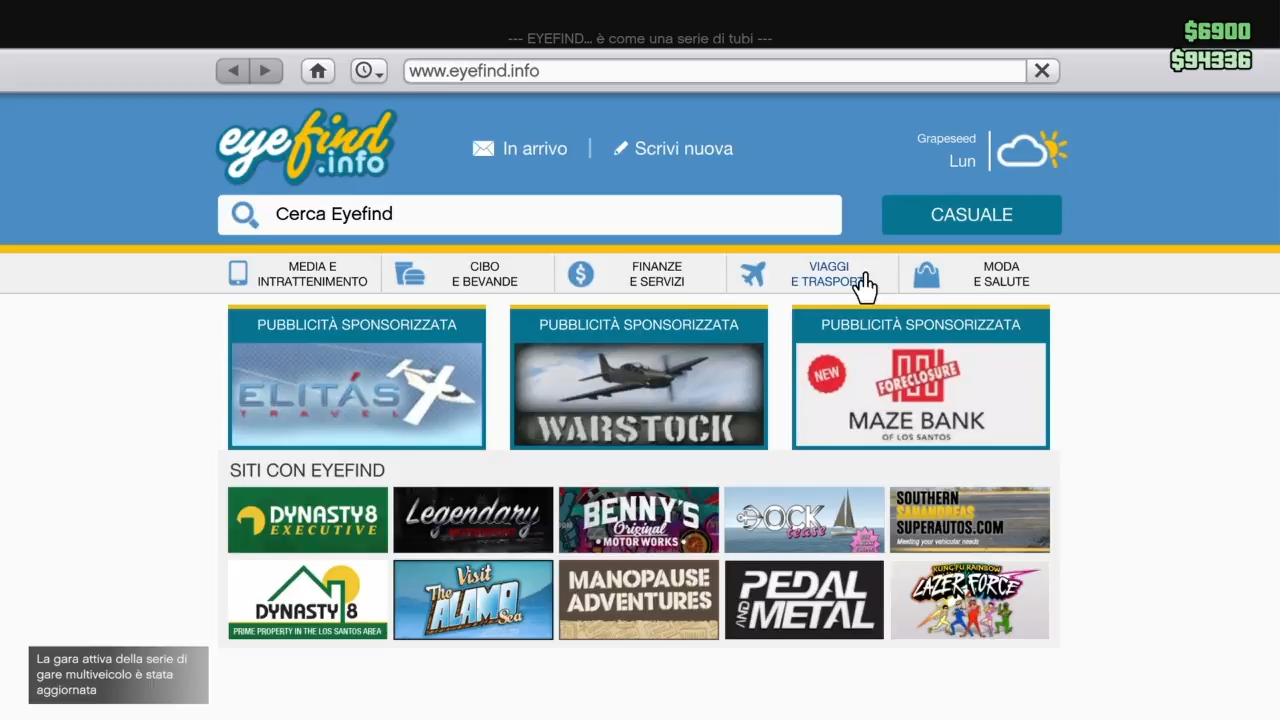 --- EYEFIND... è come una serie di tubi ---
$6900
$94336
www.eyefind.info
eyefind
.info
In arrivo
Scrivi nuova
Grapeseed
Lun
Cerca Eyefind
CASUALE
MEDIA E
INTRATTENIMENTO
CIBO
E BEVANDE
FINANZE
E SERVIZI
VIAGGI
E TRASPORTI
MODA
E SALUTE
PUBBLICITÀ SPONSORIZZATA
PUBBLICITÀ SPONSORIZZATA
PUBBLICITÀ SPONSORIZZATA
ELITÁS
TRAVEL
WARSTOCK
NEW
FORECLOSURE
MAZE BANK
OF LOS SANTOS
SITI CON EYEFIND
DYNASTY 8
EXECUTIVE
Legendary
BENNY'S
Original
MOTOR WORKS
DOCK
tease
SOUTHERN
SANANDREAS
SUPERAUTOS.COM
Meeting your vehicular needs
DYNASTY 8
PRIME PROPERTY IN THE LOS SANTOS AREA
Visit
The
ALAMO
Sea
MANOPAUSE
ADVENTURES
PEDAL
AND
METAL
KUNG FU RAINBOW
LAZER FORCE
La gara attiva della serie di
gare multiveicolo è stata
aggiornata